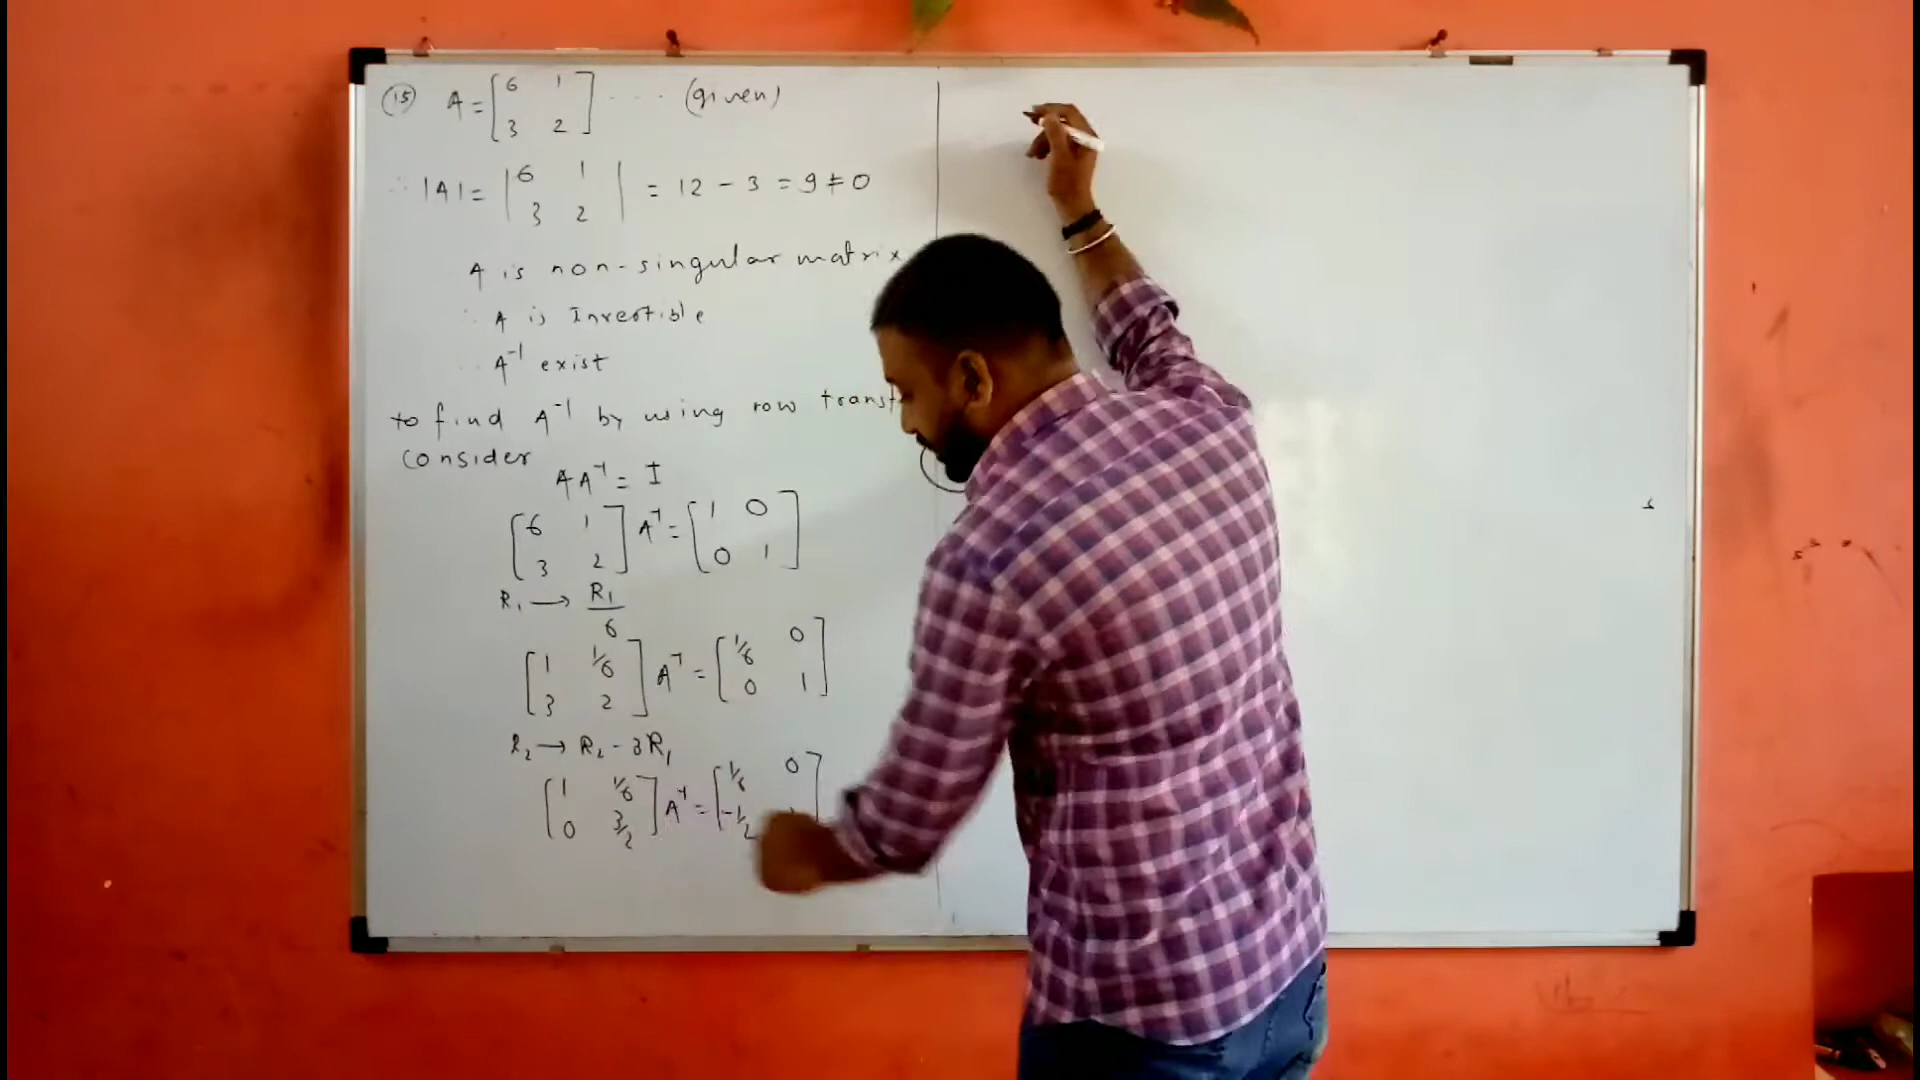 (15) A = [6 1; 3 2] ... (given)
∴ |A| = |6 1; 3 2| = 12 - 3 = 9 ≠ 0
A is non-singular matrix
∴ A is Invertible
∴ A⁻¹ exist
to find A⁻¹ by using row
consider
A A⁻¹ = I
[6 1; 3 2] A⁻¹ = [1 0; 0 1]
R₁ → R₁/6
[1 1/6; 3 2] A⁻¹ = [1/6 0; 0 1]
R₂ → R₂ - 3R₁
[1 1/6; 0 3/2] A⁻¹ = [1/6 0; -1/2